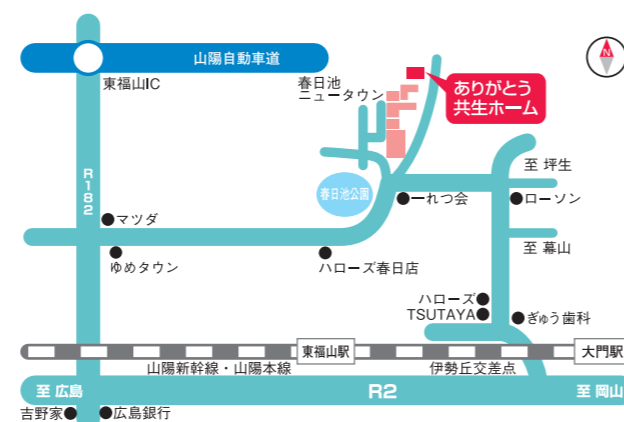 山陽自動車道
N
東福山IC
春日池
ニュータウン
ありがとう
共生ホーム
R182
至 坪生
春日池公園
一れつ会
ローソン
マツダ
至 幕山
ゆめタウン
ハローズ春日店
ハローズ
TSUTAYA
ぎゅう歯科
東福山駅
大門駅
山陽新幹線・山陽本線
伊勢丘交差点
至 広島
R2
至 岡山
吉野家
広島銀行